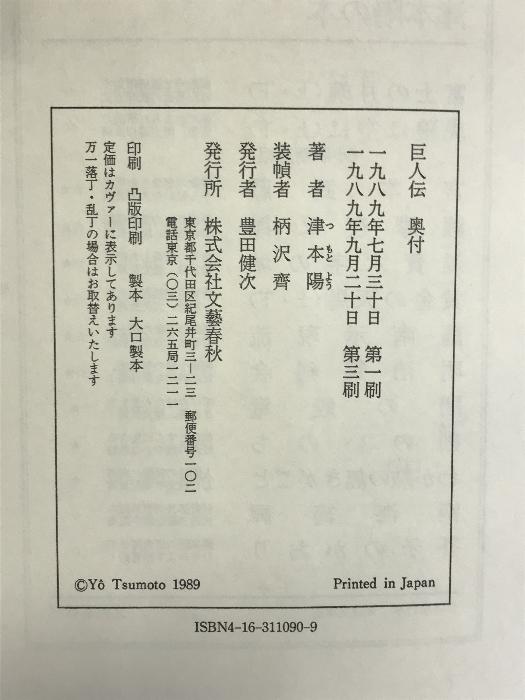 巨人伝 奥付
一九八九年七月三十日 第一刷
一九八九年九月二十日 第三刷
著者 津本陽
つもとよう
装幀者 柄沢齊
発行者 豊田健次
発行所 株式会社文藝春秋
東京都千代田区紀尾井町三—二三 郵便番号一〇二
電話東京(〇三)二六五局一二一一
印刷 凸版印刷 製本 大口製本
定価はカヴァーに表示してあります
万一落丁・乱丁の場合はお取替えいたします
©Yô Tsumoto 1989
Printed in Japan
ISBN4-16-311090-9